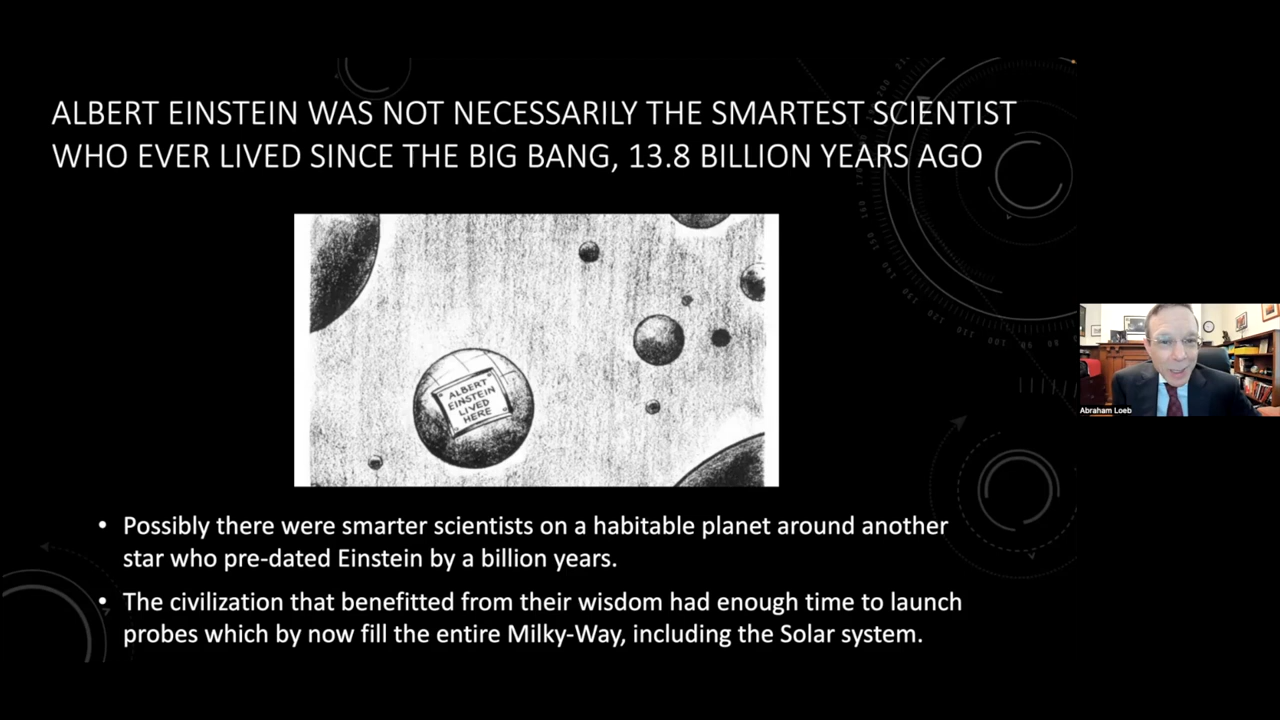 ALBERT EINSTEIN WAS NOT NECESSARILY THE SMARTEST SCIENTIST
WHO EVER LIVED SINCE THE BIG BANG, 13.8 BILLION YEARS AGO
ALBERT
EINSTEIN
LIVED
HERE
• Possibly there were smarter scientists on a habitable planet around another
star who pre-dated Einstein by a billion years.
• The civilization that benefitted from their wisdom had enough time to launch
probes which by now fill the entire Milky-Way, including the Solar system.
Abraham Loeb